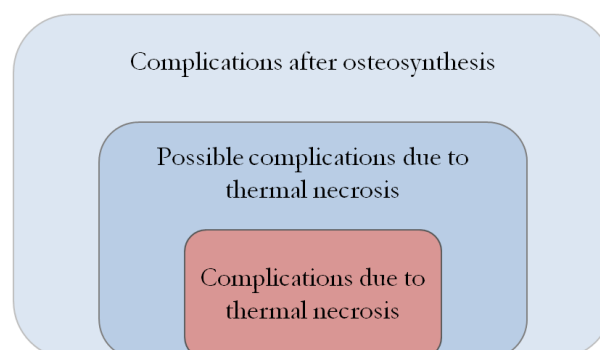 Complications after osteosynthesis
Possible complications due to
thermal necrosis
Complications due to
thermal necrosis